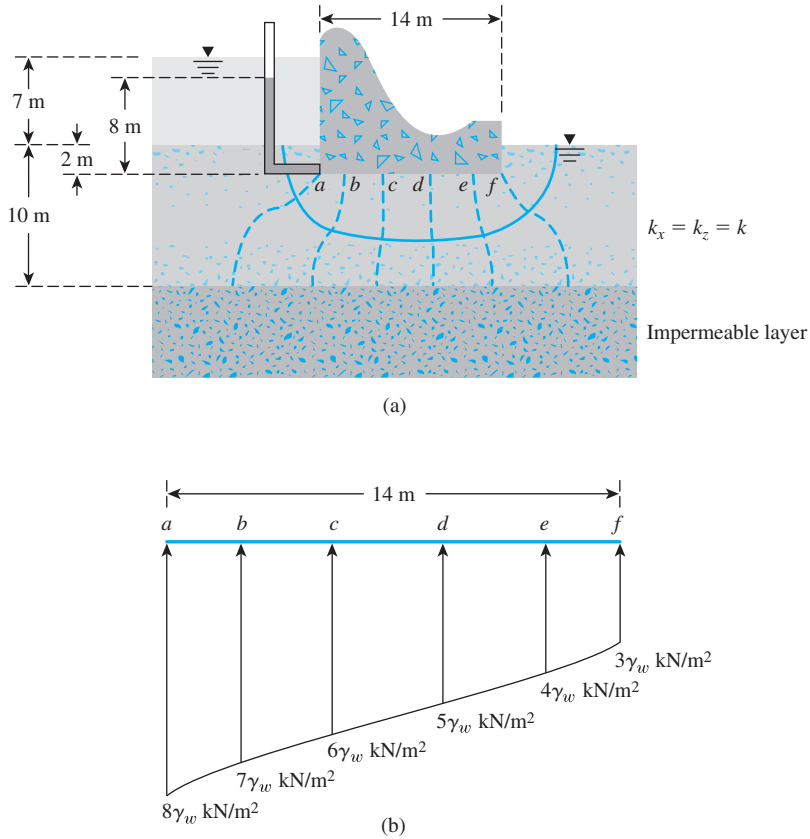 14 m
7 m
8 m
2 m
10 m
a b c d e f
kₓ = k_z = k
Impermeable layer
(a)
14 m
a b c d e f
3γ_w kN/m²
4γ_w kN/m²
5γ_w kN/m²
6γ_w kN/m²
7γ_w kN/m²
8γ_w kN/m²
(b)